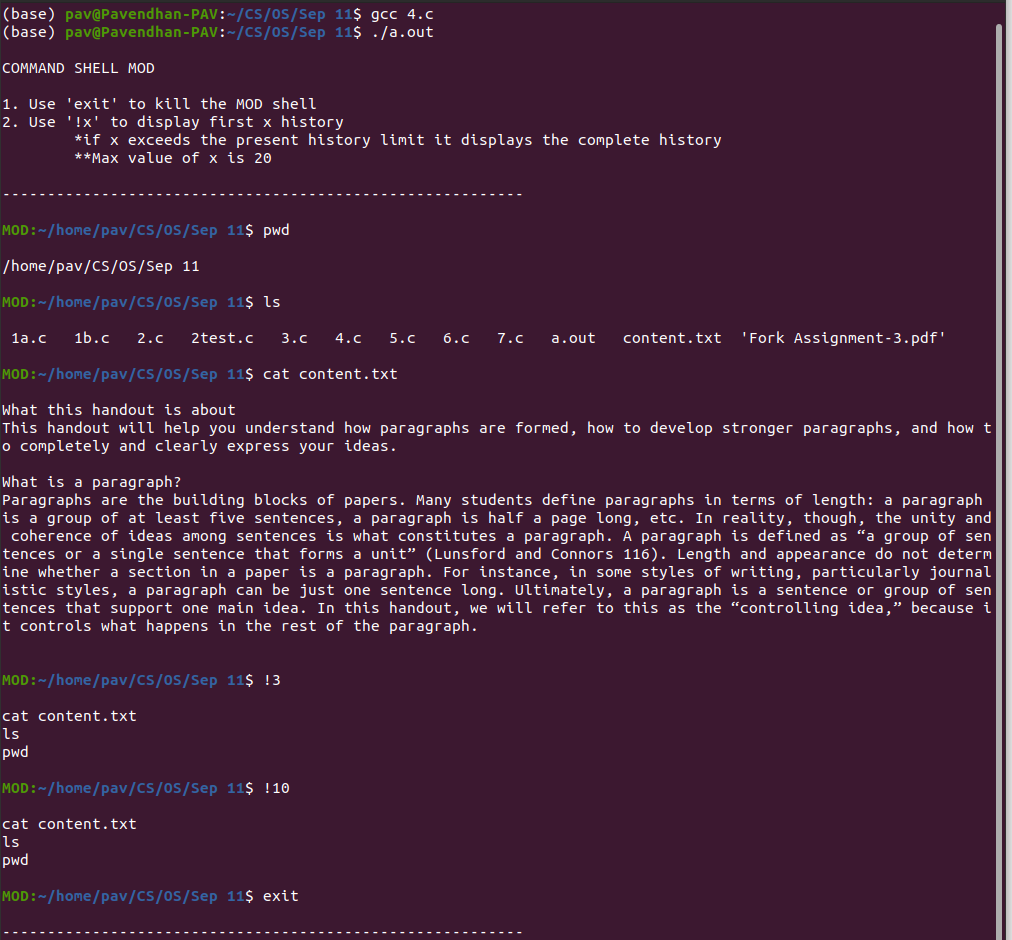 (base) pav@Pavendhan-PAV:~/CS/OS/Sep 11$ gcc 4.c
(base) pav@Pavendhan-PAV:~/CS/OS/Sep 11$ ./a.out
COMMAND SHELL MOD
1. Use 'exit' to kill the MOD shell
2. Use '!x' to display first x history
*if x exceeds the present history limit it displays the complete history
**Max value of x is 20
----------------------------------------------------------
MOD:~/home/pav/CS/OS/Sep 11$ pwd
/home/pav/CS/OS/Sep 11
MOD:~/home/pav/CS/OS/Sep 11$ ls
1a.c   1b.c   2.c   2test.c   3.c   4.c   5.c   6.c   7.c   a.out   content.txt  'Fork Assignment-3.pdf'
MOD:~/home/pav/CS/OS/Sep 11$ cat content.txt
What this handout is about
This handout will help you understand how paragraphs are formed, how to develop stronger paragraphs, and how t
o completely and clearly express your ideas.
What is a paragraph?
Paragraphs are the building blocks of papers. Many students define paragraphs in terms of length: a paragraph
is a group of at least five sentences, a paragraph is half a page long, etc. In reality, though, the unity and
coherence of ideas among sentences is what constitutes a paragraph. A paragraph is defined as “a group of sen
tences or a single sentence that forms a unit” (Lunsford and Connors 116). Length and appearance do not determ
ine whether a section in a paper is a paragraph. For instance, in some styles of writing, particularly journal
istic styles, a paragraph can be just one sentence long. Ultimately, a paragraph is a sentence or group of sen
tences that support one main idea. In this handout, we will refer to this as the “controlling idea,” because i
t controls what happens in the rest of the paragraph.
MOD:~/home/pav/CS/OS/Sep 11$ !3
cat content.txt
ls
pwd
MOD:~/home/pav/CS/OS/Sep 11$ !10
cat content.txt
ls
pwd
MOD:~/home/pav/CS/OS/Sep 11$ exit
----------------------------------------------------------